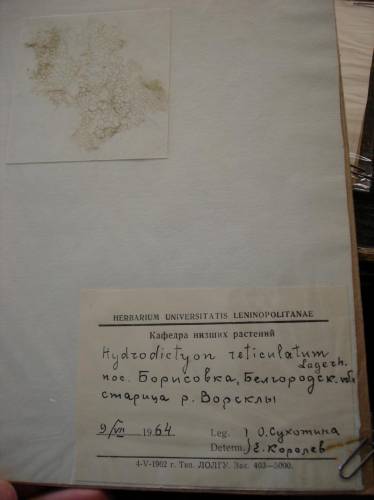 HERBARIUM UNIVERSITATIS LENINOPOLITANAE
Кафедра низших растений
Hydrodictyon reticulatum
Lagerh.
пос. Борисовка, Белгородск. обл.
старица р. Ворсклы
9/VII 1964 Leg. } О. Сухотина
Determ. } Е. Королев
4-V-1962 г. Тип. ЛОЛГУ. Зак. 403—5000.